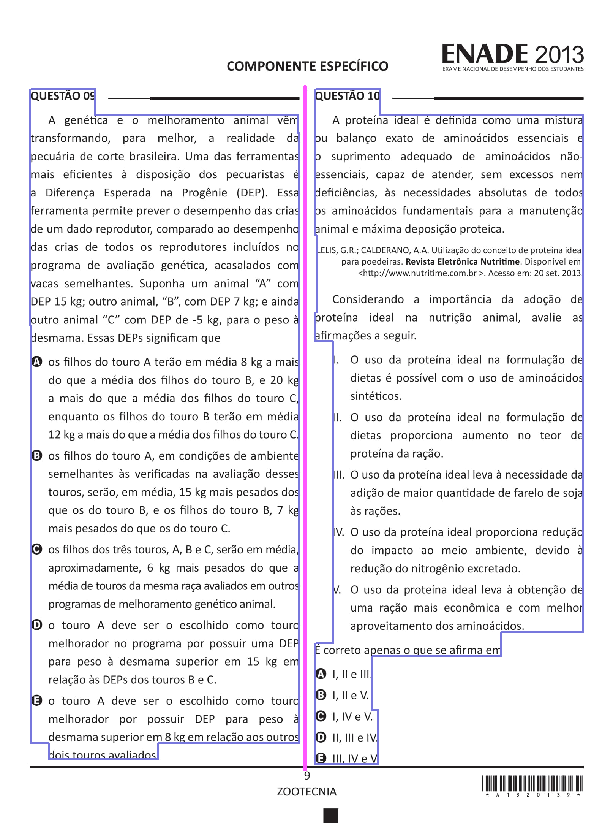 ENADE 2013
EXAME NACIONAL DE DESEMPENHO DOS ESTUDANTES
COMPONENTE ESPECÍFICO
QUESTÃO 09
A genética e o melhoramento animal vêm
transformando, para melhor, a realidade da
pecuária de corte brasileira. Uma das ferramentas
mais eficientes à disposição dos pecuaristas é
a Diferença Esperada na Progênie (DEP). Essa
ferramenta permite prever o desempenho das crias
de um dado reprodutor, comparado ao desempenho
das crias de todos os reprodutores incluídos no
programa de avaliação genética, acasalados com
vacas semelhantes. Suponha um animal “A” com
DEP 15 kg; outro animal, “B”, com DEP 7 kg; e ainda
outro animal “C” com DEP de -5 kg, para o peso à
desmama. Essas DEPs significam que
A os filhos do touro A terão em média 8 kg a mais
do que a média dos filhos do touro B, e 20 kg
a mais do que a média dos filhos do touro C,
enquanto os filhos do touro B terão em média
12 kg a mais do que a média dos filhos do touro C.
B os filhos do touro A, em condições de ambiente
semelhantes às verificadas na avaliação desses
touros, serão, em média, 15 kg mais pesados dos
que os do touro B, e os filhos do touro B, 7 kg
mais pesados do que os do touro C.
C os filhos dos três touros, A, B e C, serão em média,
aproximadamente, 6 kg mais pesados do que a
média de touros da mesma raça avaliados em outros
programas de melhoramento genético animal.
D o touro A deve ser o escolhido como touro
melhorador no programa por possuir uma DEP
para peso à desmama superior em 15 kg em
relação às DEPs dos touros B e C.
E o touro A deve ser o escolhido como touro
melhorador por possuir DEP para peso à
desmama superior em 8 kg em relação aos outros
dois touros avaliados.
QUESTÃO 10
A proteína ideal é definida como uma mistura
ou balanço exato de aminoácidos essenciais e
o suprimento adequado de aminoácidos não-
essenciais, capaz de atender, sem excessos nem
deficiências, às necessidades absolutas de todos
os aminoácidos fundamentais para a manutenção
animal e máxima deposição proteica.
LELIS, G.R.; CALDERANO, A.A. Utilização do conceito de proteína ideal
para poedeiras. Revista Eletrônica Nutritime. Disponível em
<http://www.nutritime.com.br >. Acesso em: 20 set. 2013.
Considerando a importância da adoção de
proteína ideal na nutrição animal, avalie as
afirmações a seguir.
I. O uso da proteína ideal na formulação de
dietas é possível com o uso de aminoácidos
sintéticos.
II. O uso da proteína ideal na formulação de
dietas proporciona aumento no teor de
proteína da ração.
III. O uso da proteína ideal leva à necessidade da
adição de maior quantidade de farelo de soja
às rações.
IV. O uso da proteína ideal proporciona redução
do impacto ao meio ambiente, devido à
redução do nitrogênio excretado.
V. O uso da proteína ideal leva à obtenção de
uma ração mais econômica e com melhor
aproveitamento dos aminoácidos.
É correto apenas o que se afirma em
A I, II e III.
B I, II e V.
C I, IV e V.
D II, III e IV.
E III, IV e V.
9
ZOOTECNIA
*A1320139*